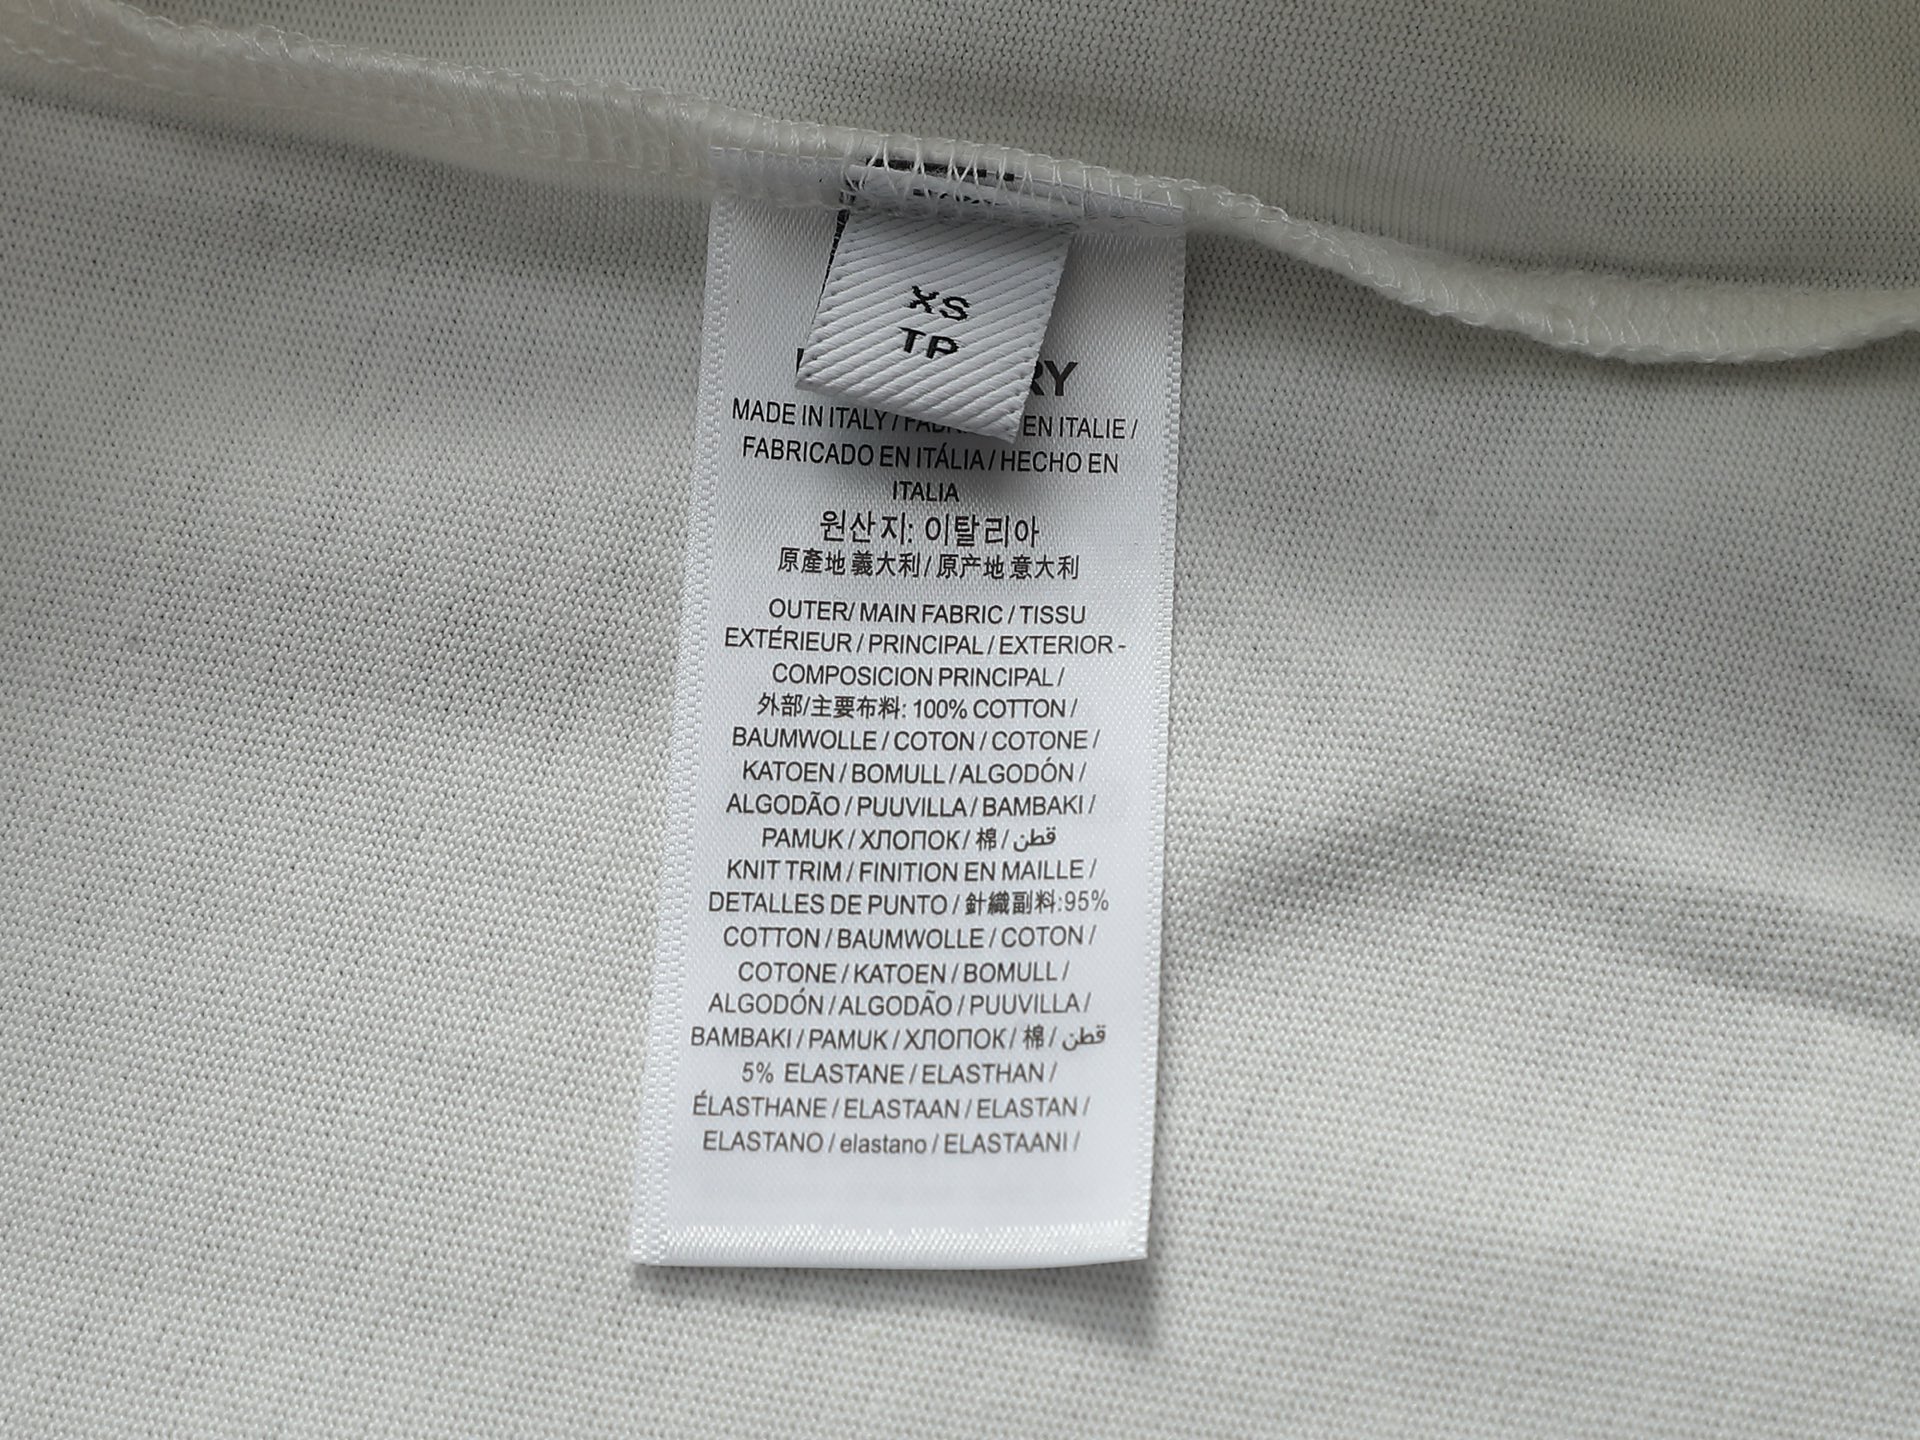 XS
TP
RY
MADE IN ITALY / EN ITALIE /
FABRICADO EN ITÁLIA / HECHO EN
ITALIA
원산지: 이탈리아
原產地 義大利 / 原产地 意大利
OUTER/ MAIN FABRIC / TISSU
EXTÉRIEUR / PRINCIPAL / EXTERIOR -
COMPOSICION PRINCIPAL /
外部/主要布料: 100% COTTON /
BAUMWOLLE / COTON / COTONE /
KATOEN / BOMULL / ALGODÓN /
ALGODÃO / PUUVILLA / BAMBAKI /
PAMUK / ХЛОПОК / 棉 / قطن
KNIT TRIM / FINITION EN MAILLE /
DETALLES DE PUNTO / 針織副料:95%
COTTON / BAUMWOLLE / COTON /
COTONE / KATOEN / BOMULL /
ALGODÓN / ALGODÃO / PUUVILLA /
BAMBAKI / PAMUK / ХЛОПОК / 棉 / قطن
5% ELASTANE / ELASTHAN /
ÉLASTHANE / ELASTAAN / ELASTAN /
ELASTANO / elastano / ELASTAANI /